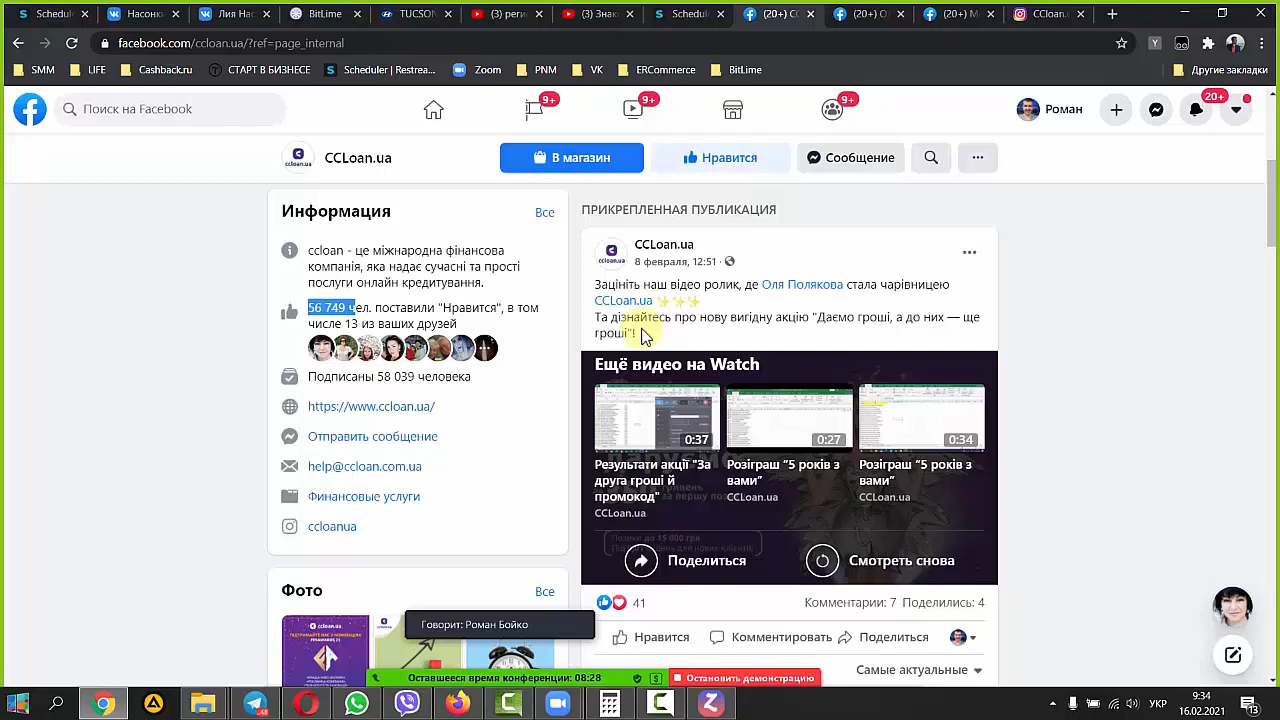 Schedul
Насонки
Лия Нас
BitLime
TUCSON
(3) реги
(3) Знак
Schedul
(20+) CC
(20+) O
(20+) M
CCloan.u
facebook.com/ccloan.ua/?ref=page_internal
SMM
LIFE
Cashback.ru
СТАРТ В БИЗНЕСЕ
Scheduler | Restrea...
Zoom
PNM
VK
ERCommerce
BitLime
Другие закладки
Поиск на Facebook
9+
9+
9+
Роман
20+
CCLoan.ua
В магазин
Нравится
Сообщение
Информация
Все
ccloan - це міжнародна фінансова
компанія, яка надає сучасні та прості
послуги онлайн кредитування.
56 749 чел. поставили "Нравится", в том
числе 13 из ваших друзей
Подписаны 58 039 человека
https://www.ccloan.ua/
Отправить сообщение
help@ccloan.com.ua
Финансовые услуги
ccloanua
Фото
Все
ccloan.ua
ПРИКРЕПЛЕННАЯ ПУБЛИКАЦИЯ
CCLoan.ua
8 февраля, 12:51 ·
Зацініть наш відео ролик, де Оля Полякова стала чарівницею
CCLoan.ua ✨✨✨
Та дізнайтесь про нову вигідну акцію "Даємо гроші, а до них — ще
гроші"!
Ещё видео на Watch
0:37
0:27
0:34
Результати акції "За
друга гроші й
промокод"
CCLoan.ua
Розіграш “5 років з
вами”
CCLoan.ua
Розіграш “5 років з
вами”
CCLoan.ua
Поделиться
Смотреть снова
41
Комментарии: 7 Поделились: 4
Нравится
Комментировать
Поделиться
Самые актуальные
Говорит: Роман Бойко
Оставшееся время конференции: 08:28
Остановить демонстрацию
48
УКР
9:34
16.02.2021
13